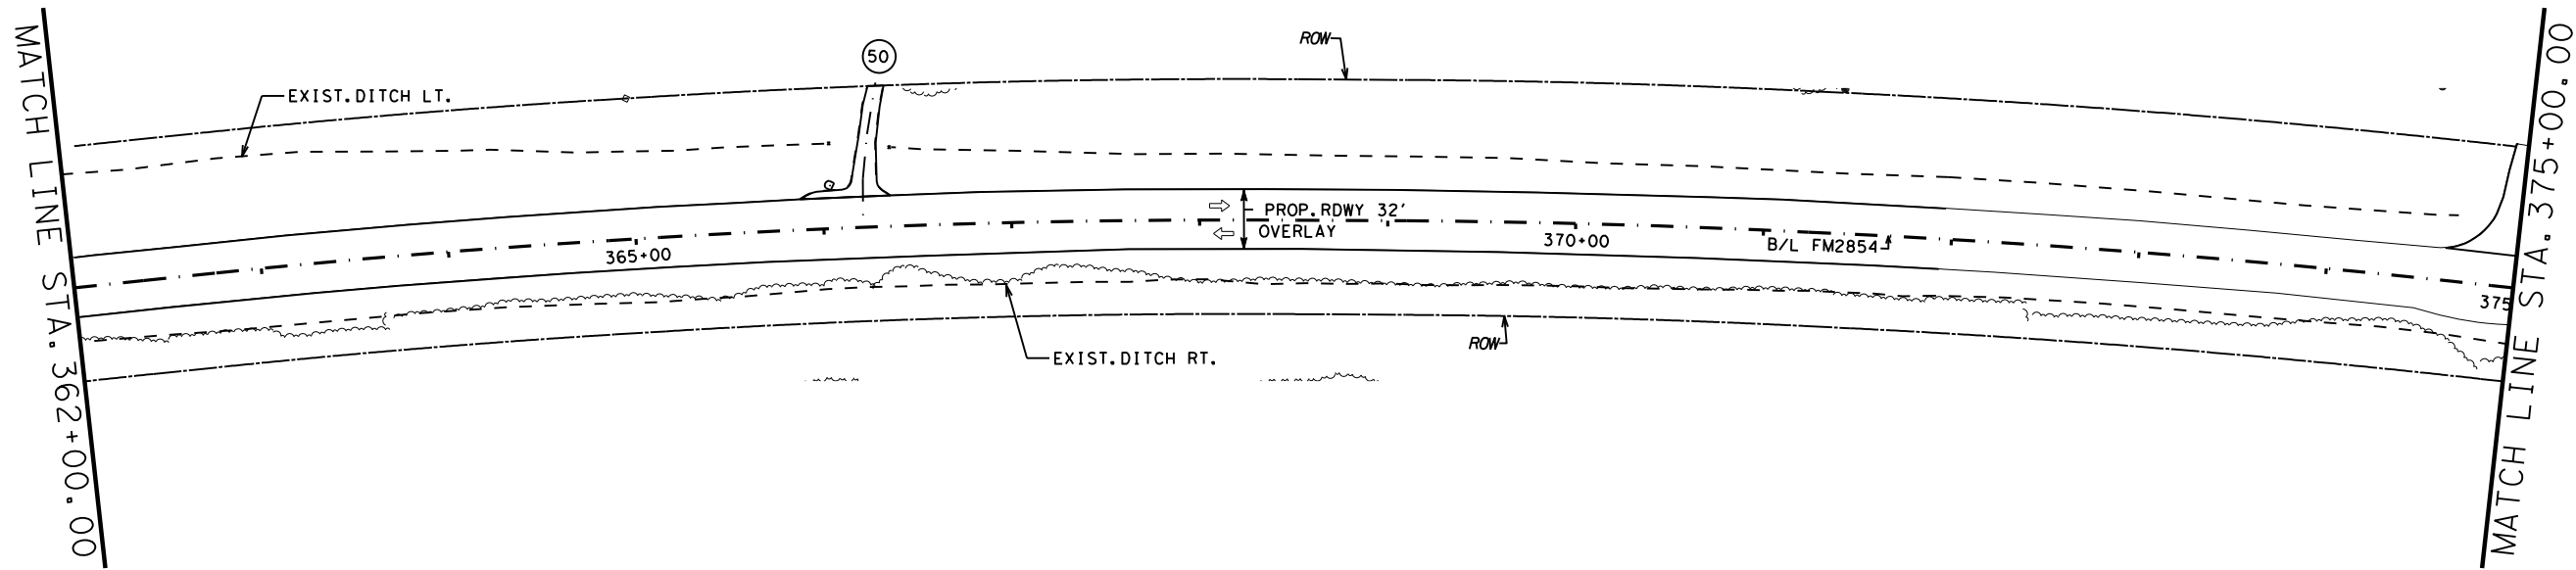 MATCH LINE STA. 362+00.00
EXIST. DITCH LT.
50
ROW
365+00
PROP. RDWY 32'
OVERLAY
370+00
B/L FM2854
375
EXIST. DITCH RT.
ROW
MATCH LINE STA. 375+00.00